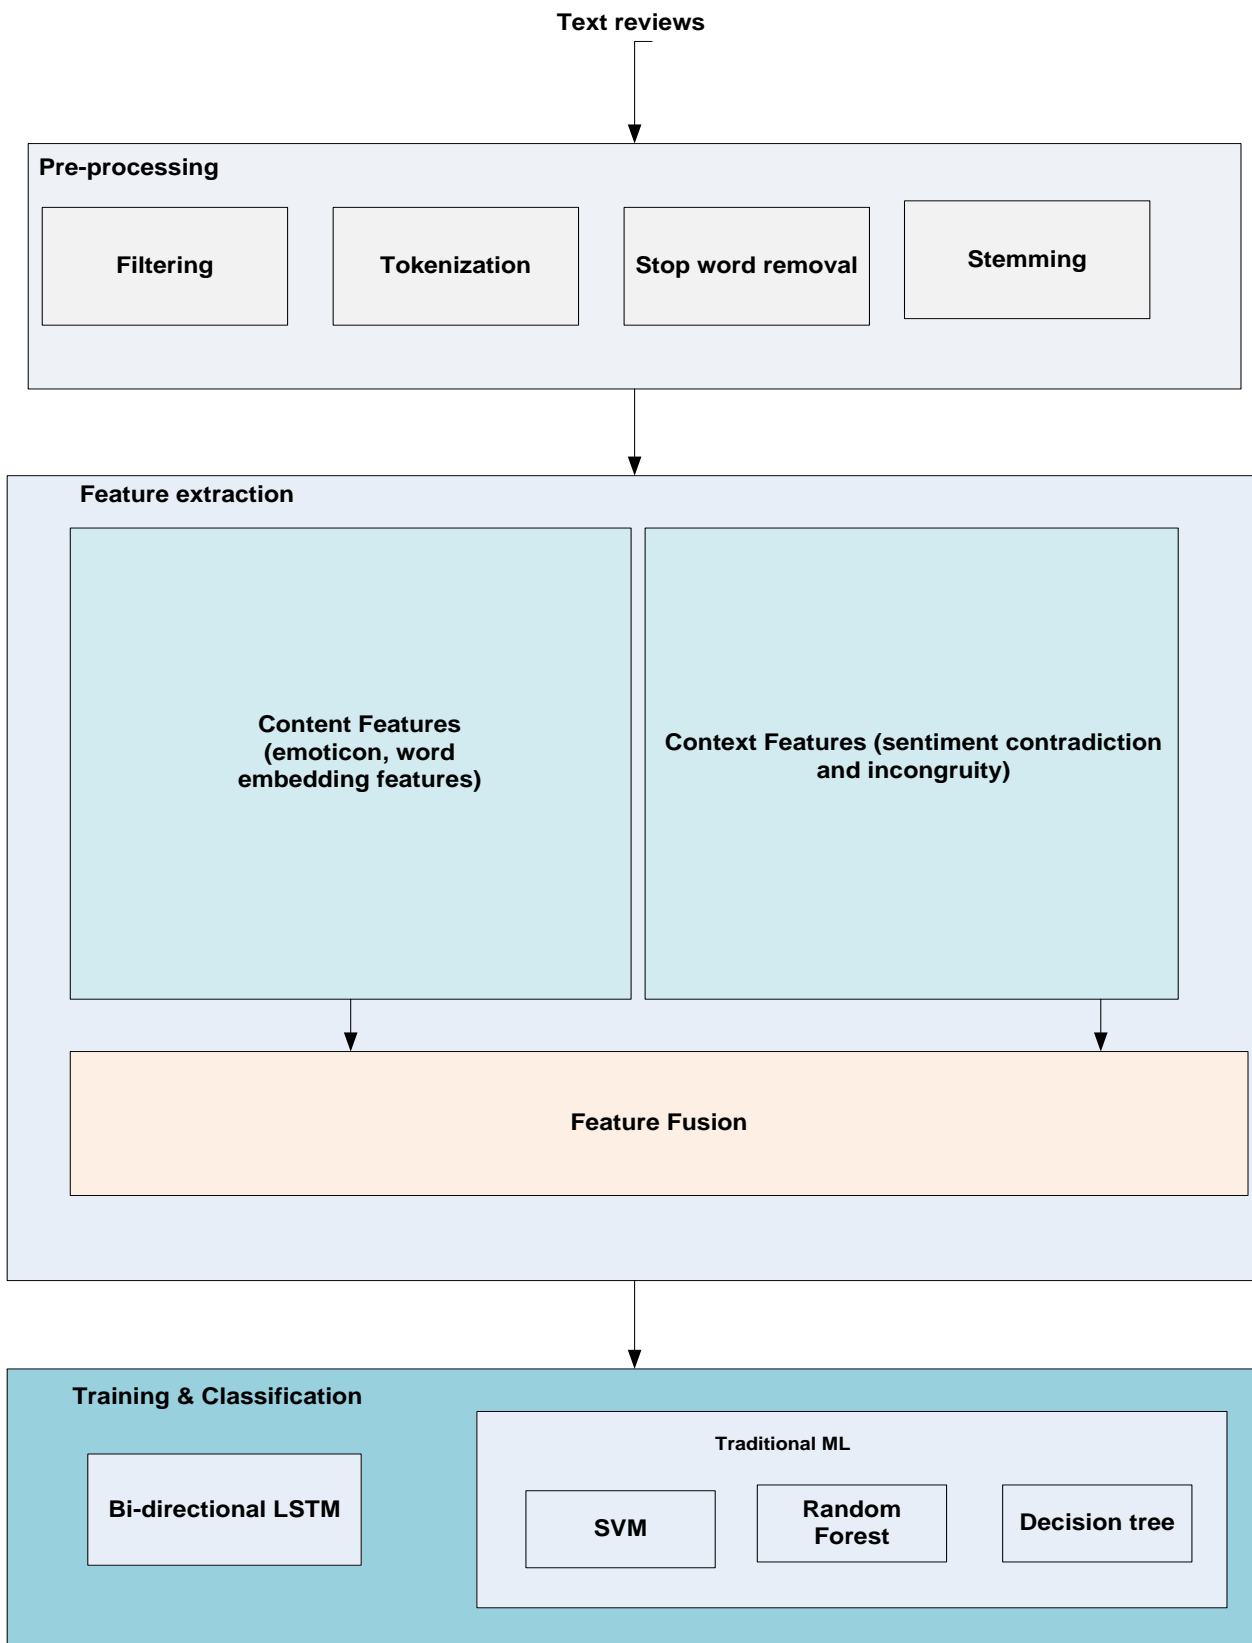 Text reviews
Pre-processing
Filtering
Tokenization
Stop word removal
Stemming
Feature extraction
Content Features
(emoticon, word
embedding features)
Context Features (sentiment contradiction
and incongruity)
Feature Fusion
Training & Classification
Bi-directional LSTM
Traditional ML
SVM
Random
Forest
Decision tree